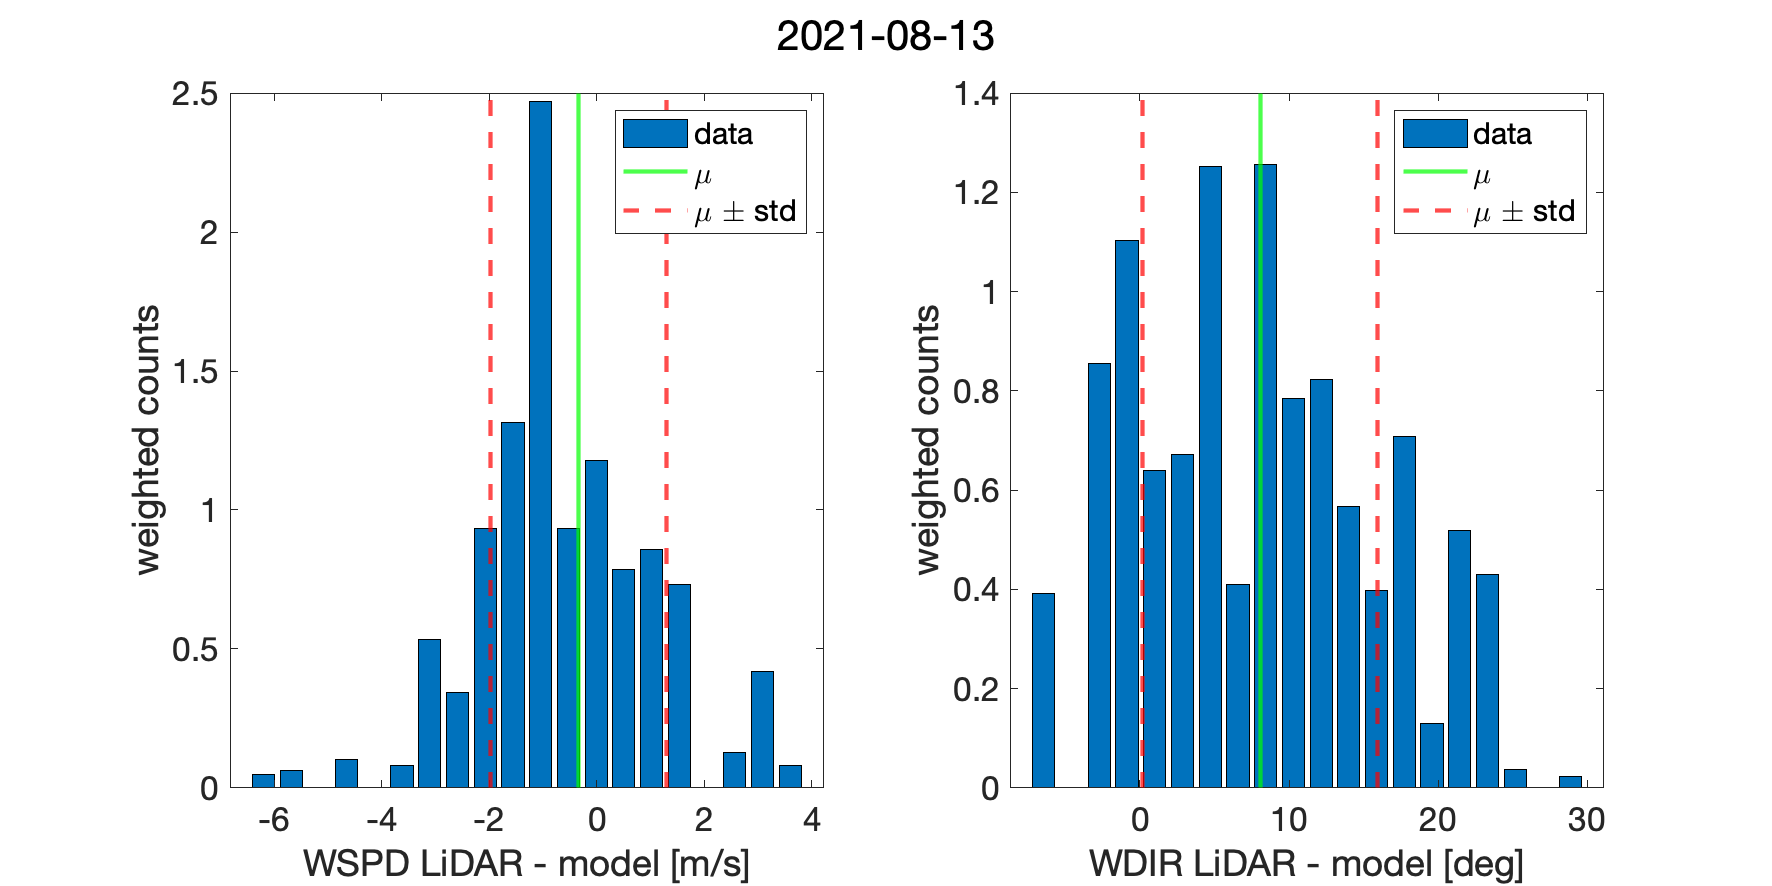 2021-08-13
2.5
2
1.5
1
0.5
0
weighted counts
-6 -4 -2 0 2 4
WSPD LiDAR - model [m/s]
data
μ
μ ± std
1.4
1.2
1
0.8
0.6
0.4
0.2
0
weighted counts
0 10 20 30
WDIR LiDAR - model [deg]
data
μ
μ ± std